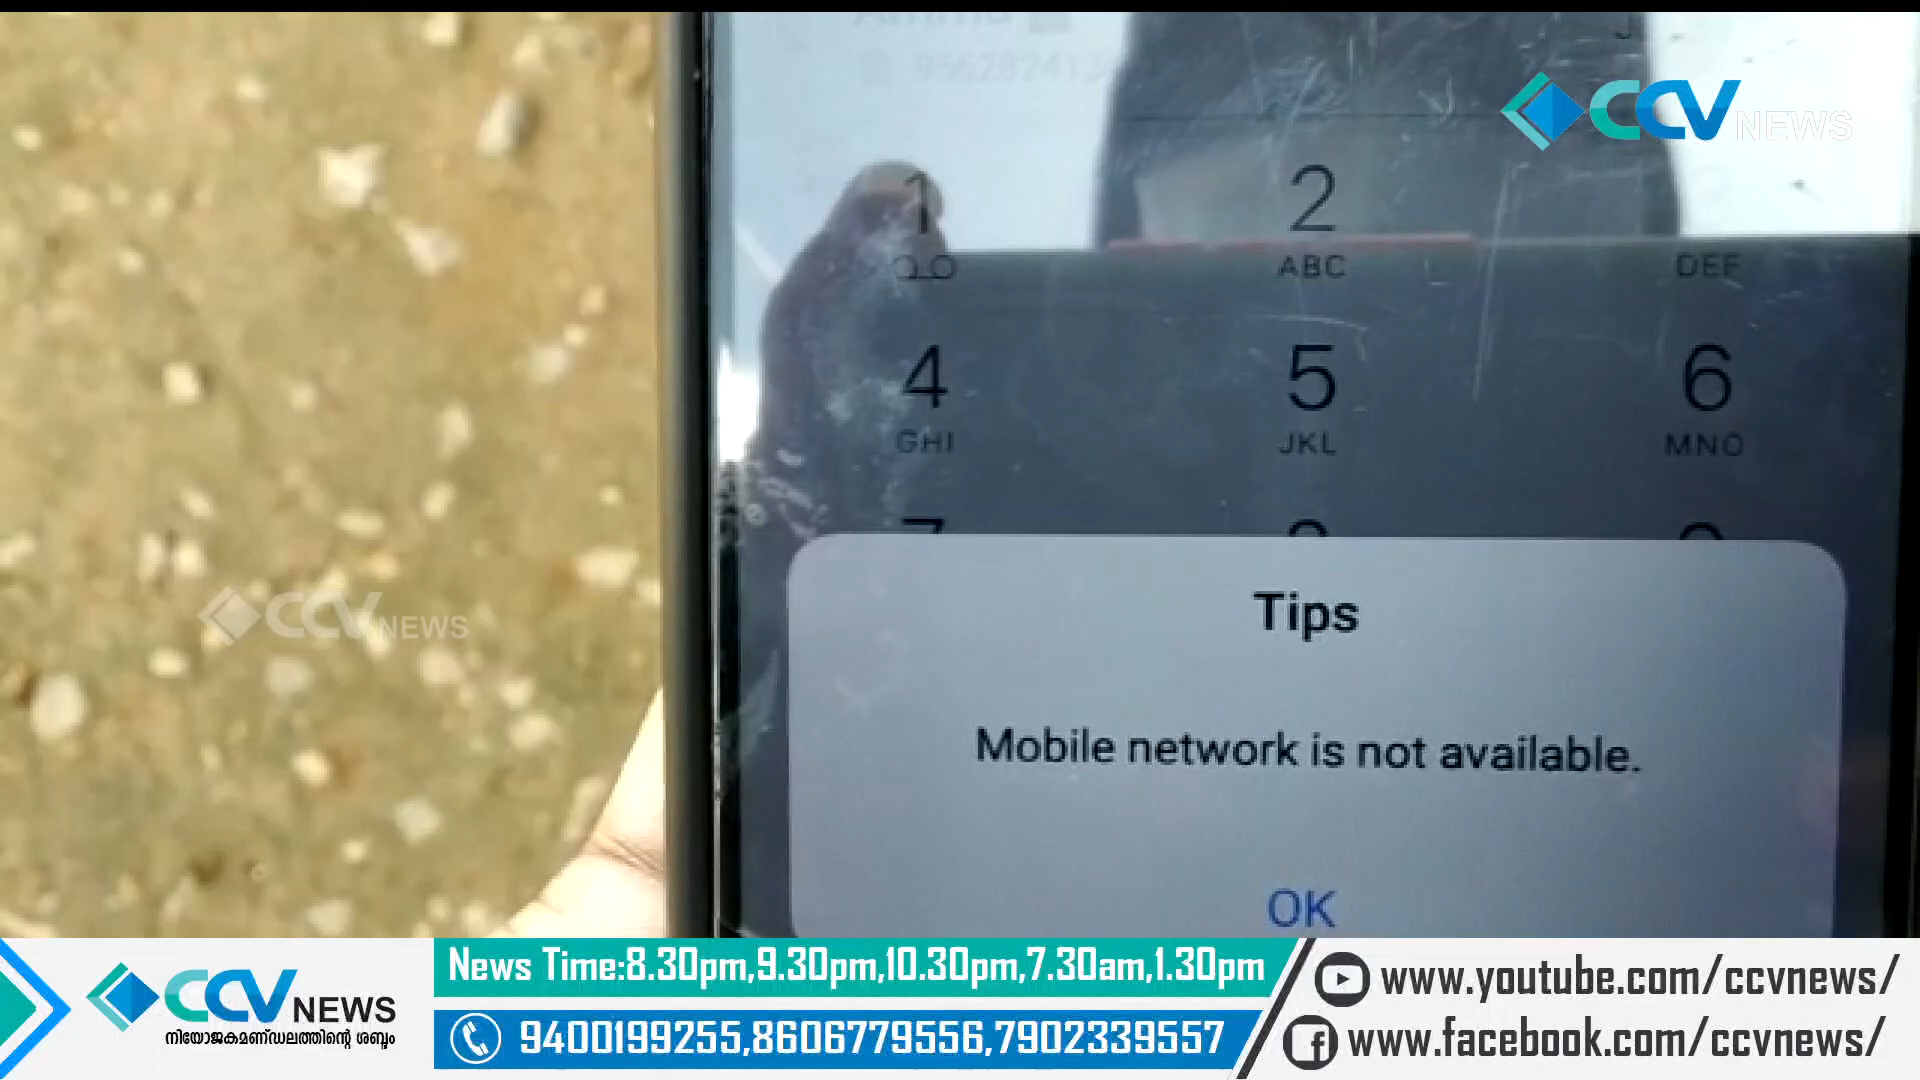 CCV NEWS
1
2
ABC
DEF
4
5
6
GHI
JKL
MNO
Tips
Mobile network is not available.
OK
CCV NEWS
CCV NEWS
നിയോജകമണ്ഡലത്തിന്റെ ശബ്ദം
News Time:8.30pm,9.30pm,10.30pm,7.30am,1.30pm
9400199255,8606779556,7902339557
www.youtube.com/ccvnews/
www.facebook.com/ccvnews/